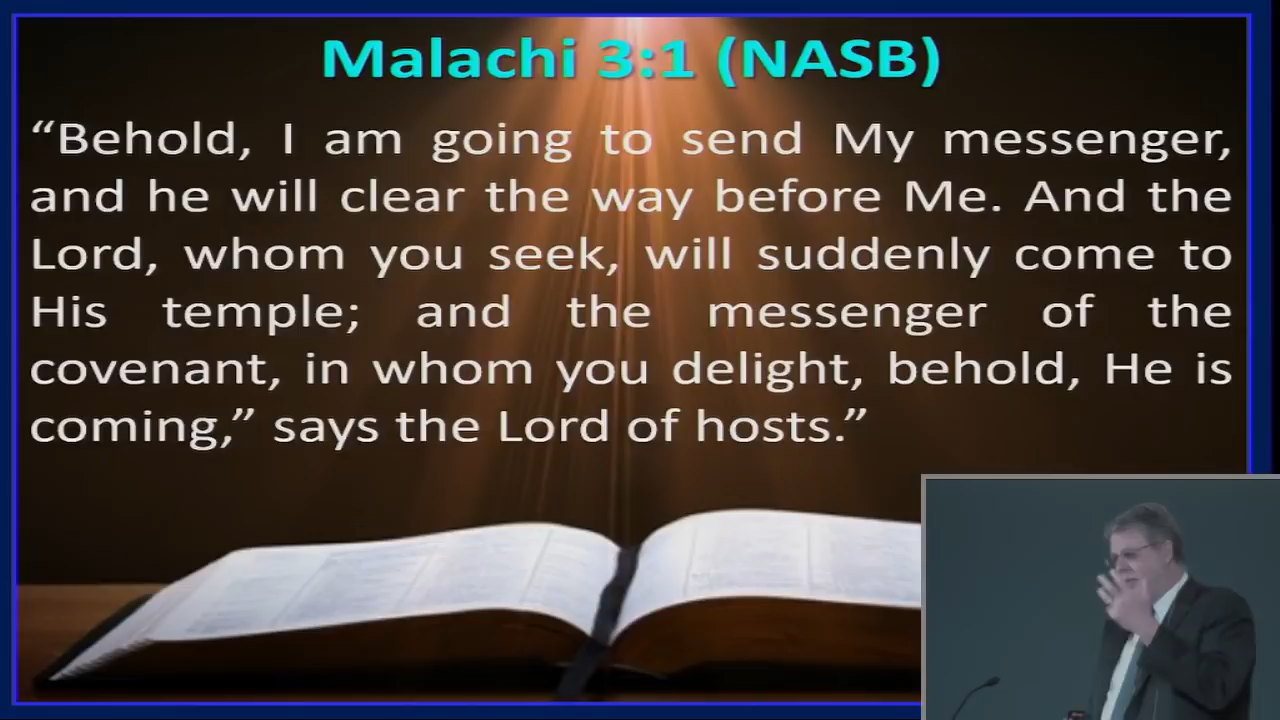 Malachi 3:1 (NASB)
“Behold, I am going to send My messenger,
and he will clear the way before Me. And the
Lord, whom you seek, will suddenly come to
His temple; and the messenger of the
covenant, in whom you delight, behold, He is
coming,” says the Lord of hosts.”